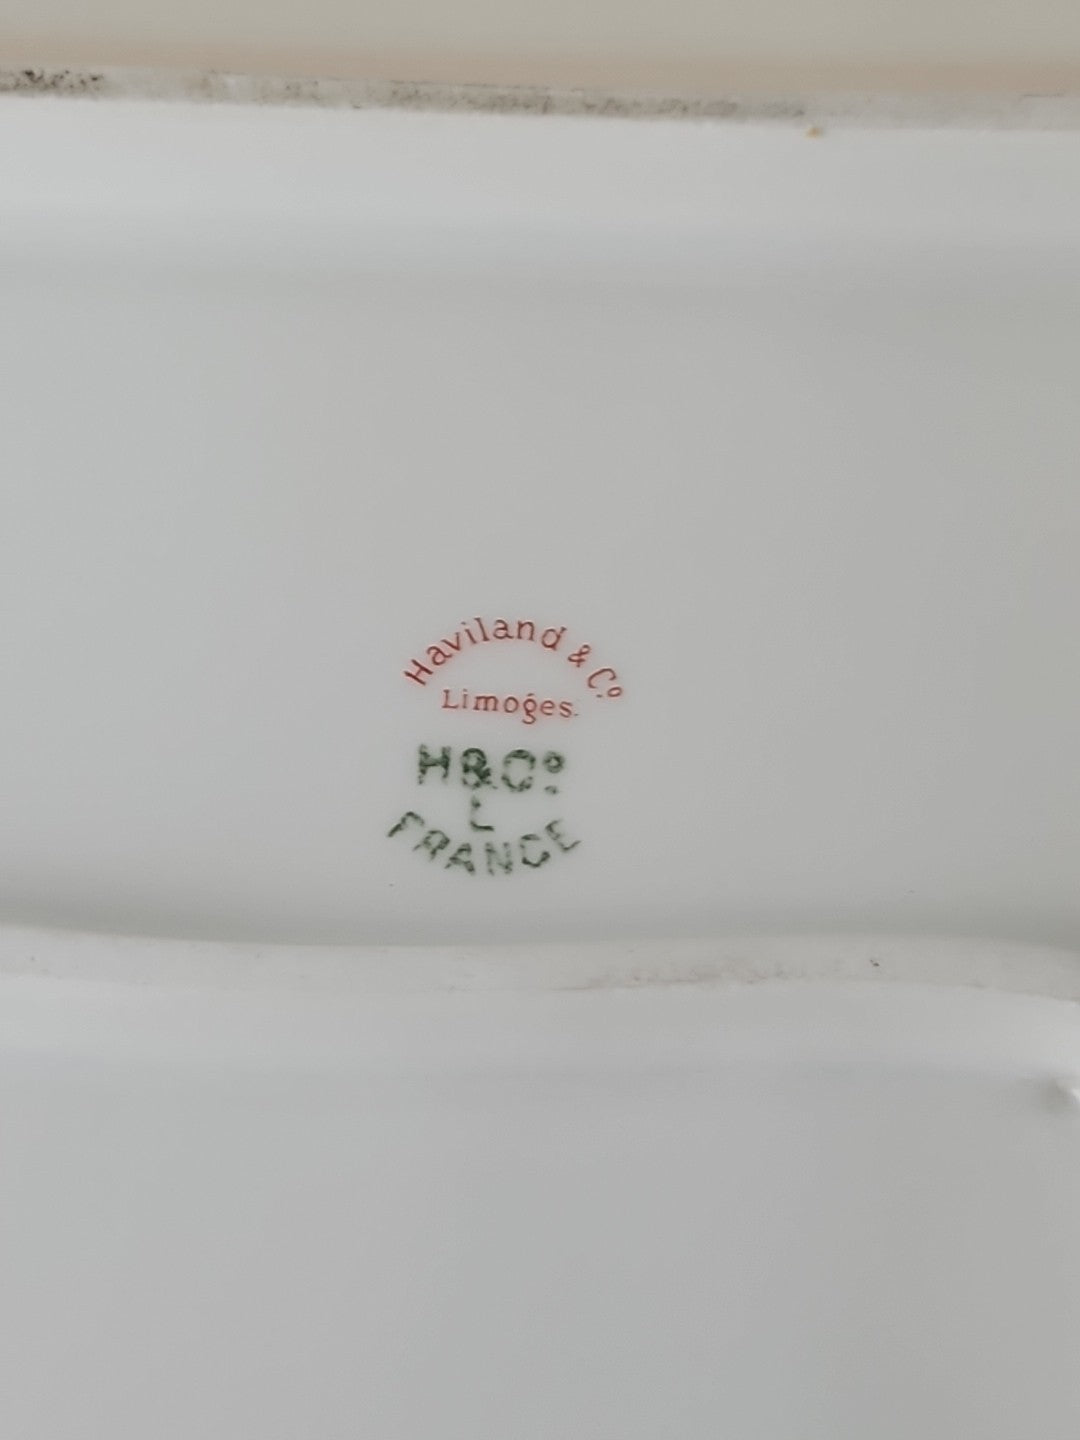 Haviland & Co
Limoges.
H&Co
L
FRANCE